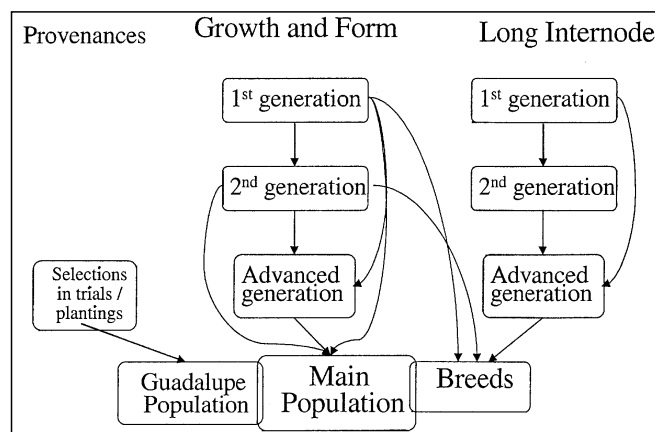 Provenances
Growth and Form
Long Internode
1st generation
1st generation
2nd generation
2nd generation
Selections
in trials /
plantings
Advanced
generation
Advanced
generation
Guadalupe
Population
Main
Population
Breeds